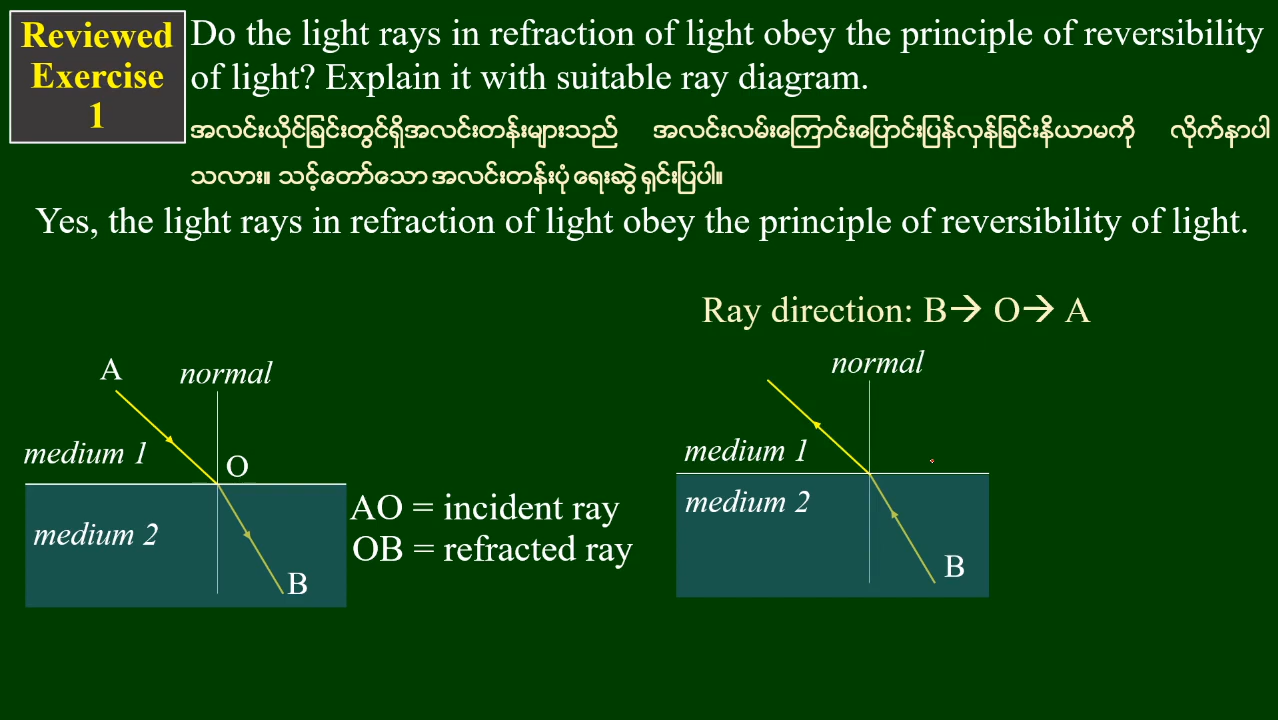 Reviewed
Exercise
1
Do the light rays in refraction of light obey the principle of reversibility
of light? Explain it with suitable ray diagram.
အလင်းယိုင်ခြင်းတွင်ရှိအလင်းတန်းများသည် အလင်းလမ်းကြောင်းပြောင်းပြန်လှန်ခြင်းနိယာမကို လိုက်နာပါ
သလား။ သင့်တော်သော အလင်းတန်းပုံ ရေးဆွဲ ရှင်းပြပါ။
Yes, the light rays in refraction of light obey the principle of reversibility of light.
Ray direction: B→ O→ A
A
normal
medium 1
O
medium 2
B
AO = incident ray
OB = refracted ray
normal
medium 1
medium 2
B